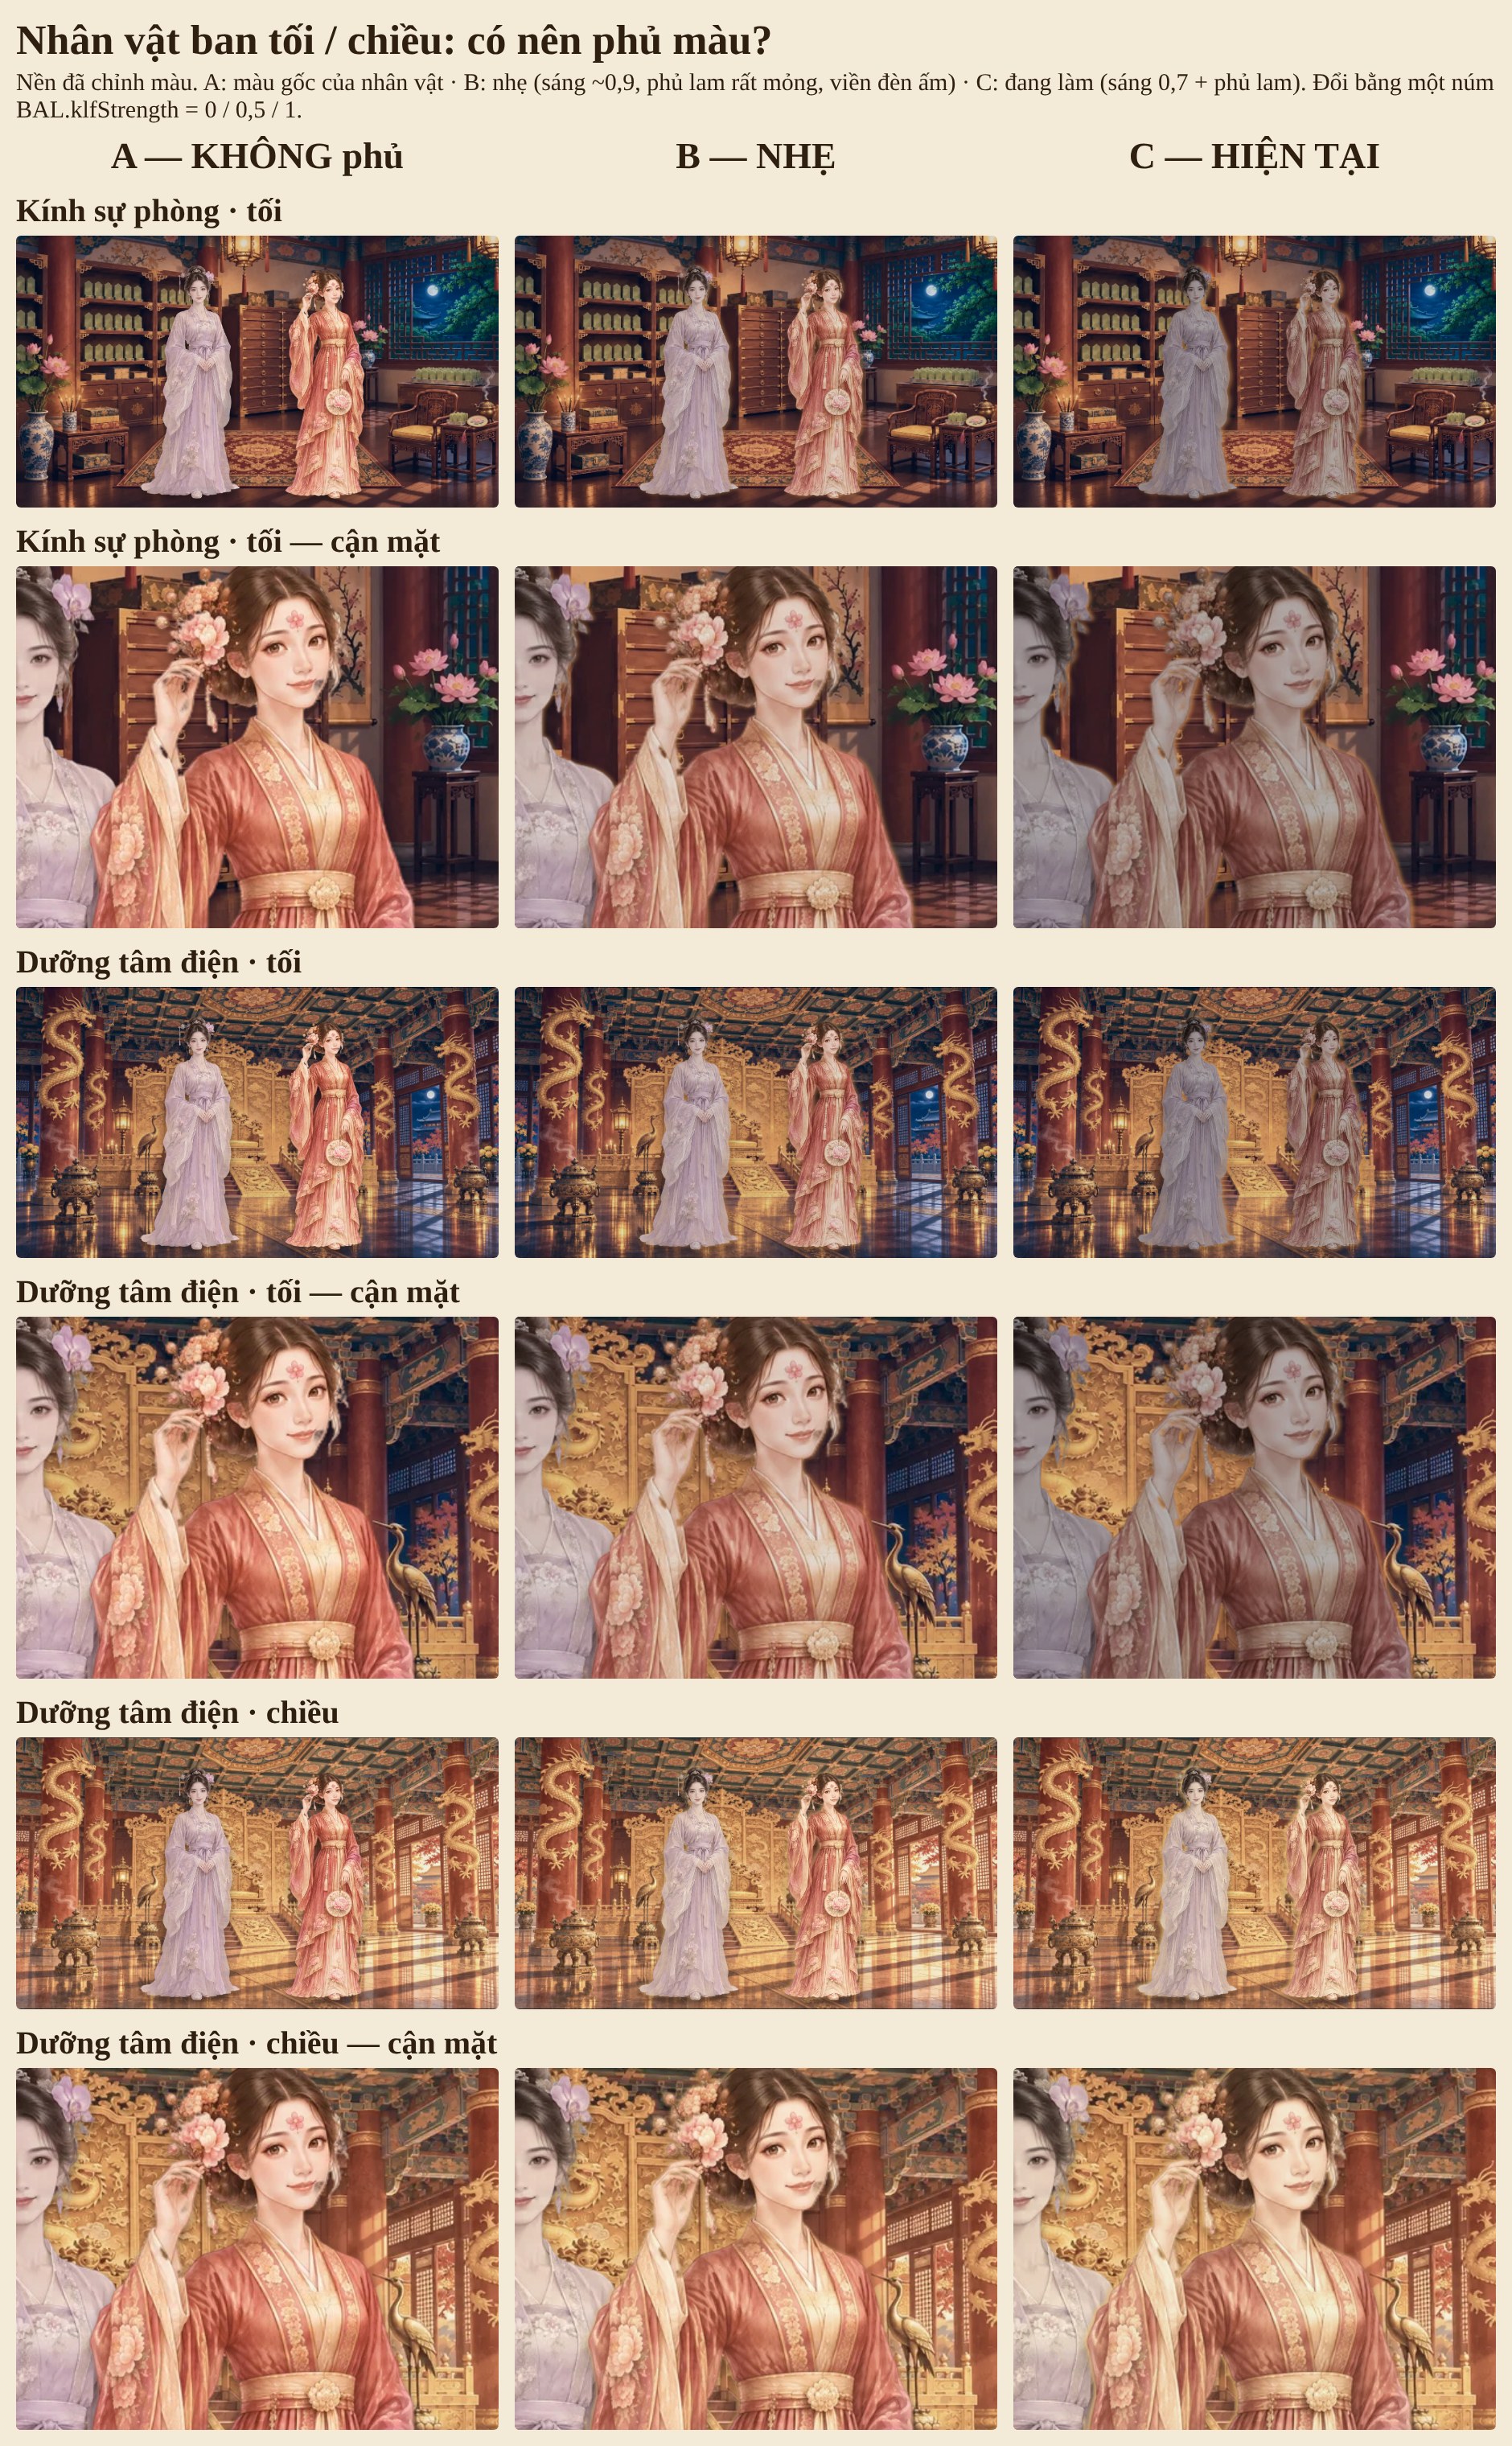 Nhân vật ban tối / chiều: có nên phủ màu?
Nền đã chỉnh màu. A: màu gốc của nhân vật · B: nhẹ (sáng ~0,9, phủ lam rất mỏng, viền đèn ấm) · C: đang làm (sáng 0,7 + phủ lam). Đổi bằng một núm
BAL.klfStrength = 0 / 0,5 / 1.
A — KHÔNG phủ
B — NHẸ
C — HIỆN TẠI
Kính sự phòng · tối
Kính sự phòng · tối — cận mặt
Dưỡng tâm điện · tối
Dưỡng tâm điện · tối — cận mặt
Dưỡng tâm điện · chiều
Dưỡng tâm điện · chiều — cận mặt